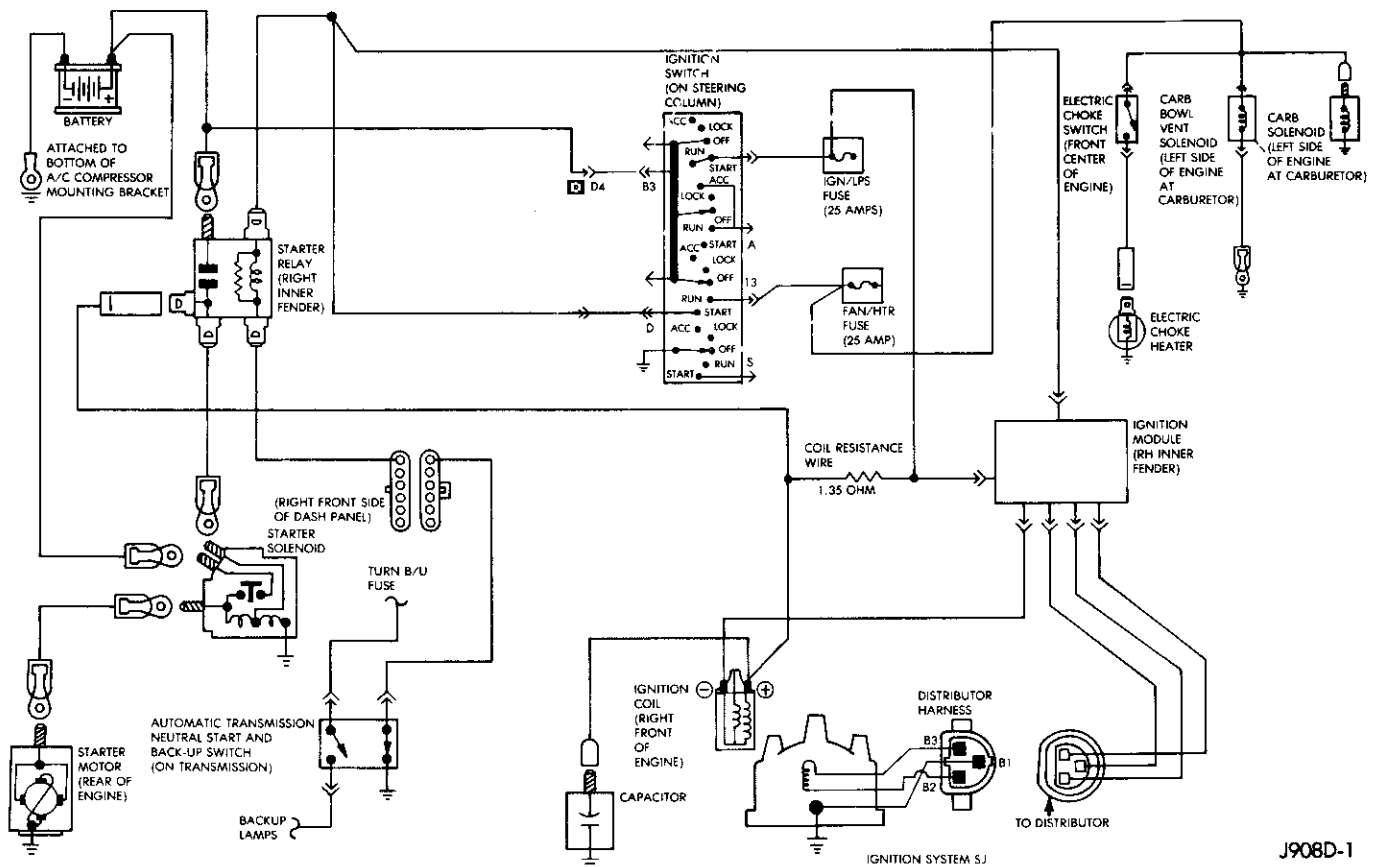 BATTERY
ATTACHED TO
BOTTOM OF
A/C COMPRESSOR
MOUNTING BRACKET
STARTER
RELAY
(RIGHT
INNER
FENDER)
D
IGNITION
SWITCH
(ON STEERING
COLUMN)
D D4 B3
ACC
LOCK
OFF
RUN
START
ACC
LOCK
OFF
RUN
START A
ACC
LOCK
OFF
13
RUN
START
D ACC
LOCK
OFF
RUN S
START
IGN/LPS
FUSE
(25 AMPS)
FAN/HTR
FUSE
(25 AMP)
ELECTRIC
CHOKE
SWITCH
(FRONT
CENTER
OF
ENGINE)
CARB
BOWL
VENT
SOLENOID
(LEFT SIDE
OF ENGINE
AT
CARBURETOR)
CARB
SOLENOID
(LEFT SIDE
OF ENGINE
AT CARBURETOR)
ELECTRIC
CHOKE
HEATER
COIL RESISTANCE
WIRE
1.35 OHM
IGNITION
MODULE
(RH INNER
FENDER)
(RIGHT FRONT SIDE
OF DASH PANEL)
STARTER
SOLENOID
TURN B/U
FUSE
STARTER
MOTOR
(REAR OF
ENGINE)
AUTOMATIC TRANSMISSION
NEUTRAL START AND
BACK-UP SWITCH
(ON TRANSMISSION)
BACKUP
LAMPS
IGNITION
COIL
(RIGHT
FRONT
OF
ENGINE)
− +
CAPACITOR
DISTRIBUTOR
HARNESS
B3
B1
B2
TO DISTRIBUTOR
IGNITION SYSTEM SJ
J908D-1